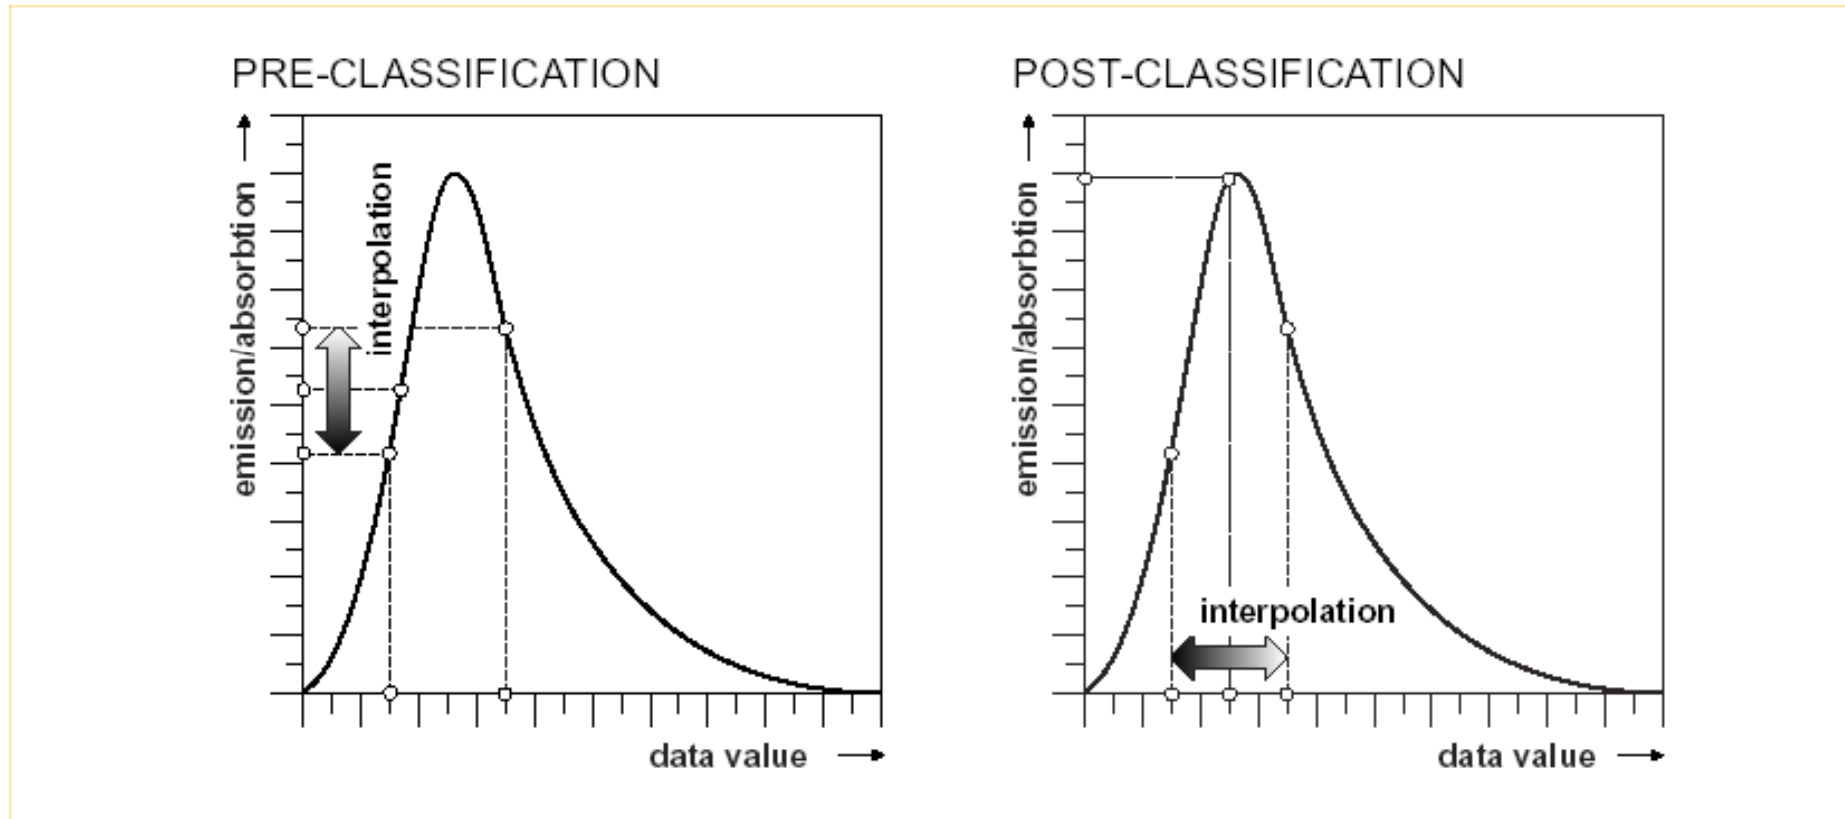 PRE-CLASSIFICATION
emission/absorbtion
interpolation
data value
POST-CLASSIFICATION
emission/absorbtion
interpolation
data value